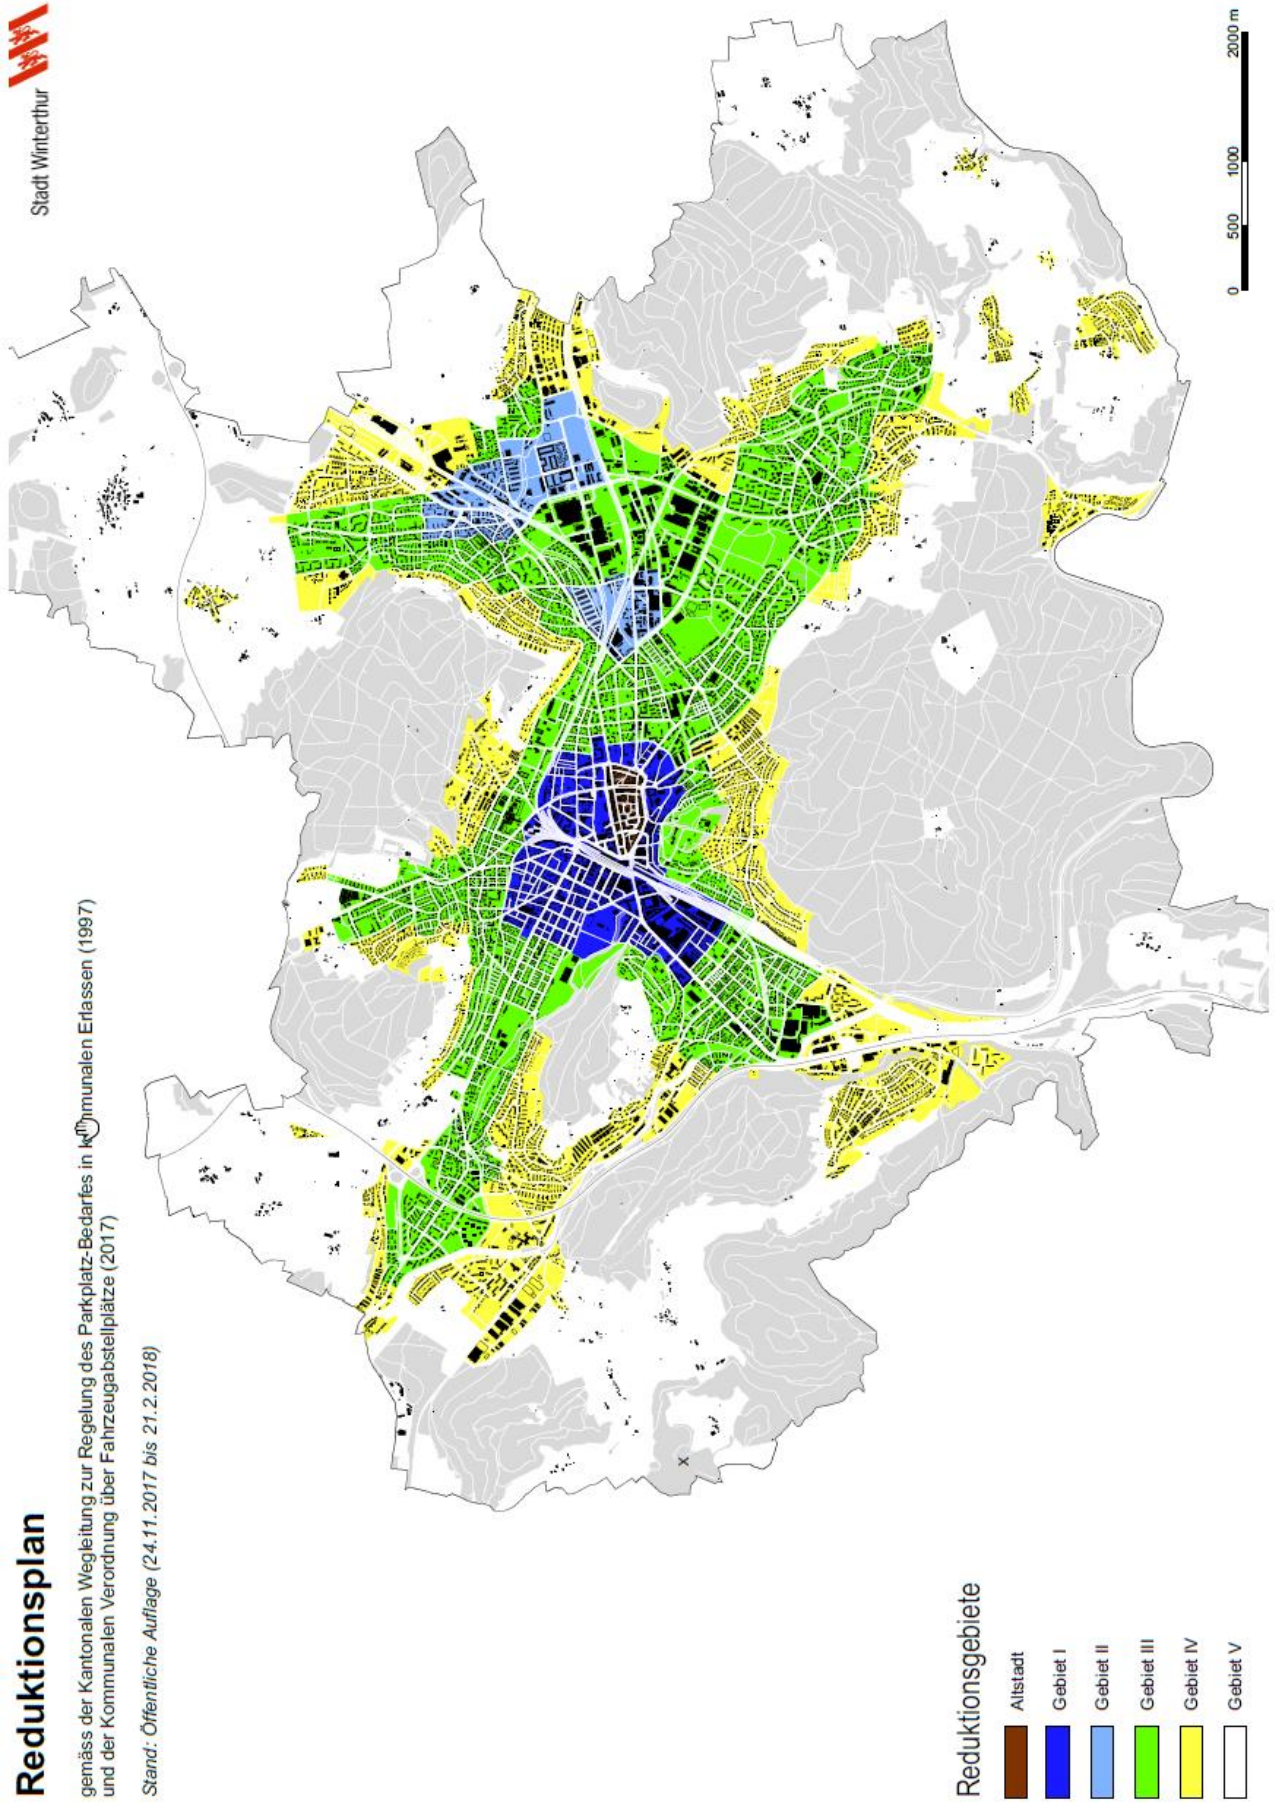 Reduktionsplan
gemäss der Kantonalen Wegleitung zur Regelung des Parkplatz-Bedarfes in kommunalen Erlassen (1997)
und der Kommunalen Verordnung über Fahrzeugabstellplätze (2017)
Stand: Öffentliche Auflage (24.11.2017 bis 21.2.2018)
Stadt Winterthur
Reduktionsgebiete
Altstadt
Gebiet I
Gebiet II
Gebiet III
Gebiet IV
Gebiet V
0 500 1000 2000 m
x